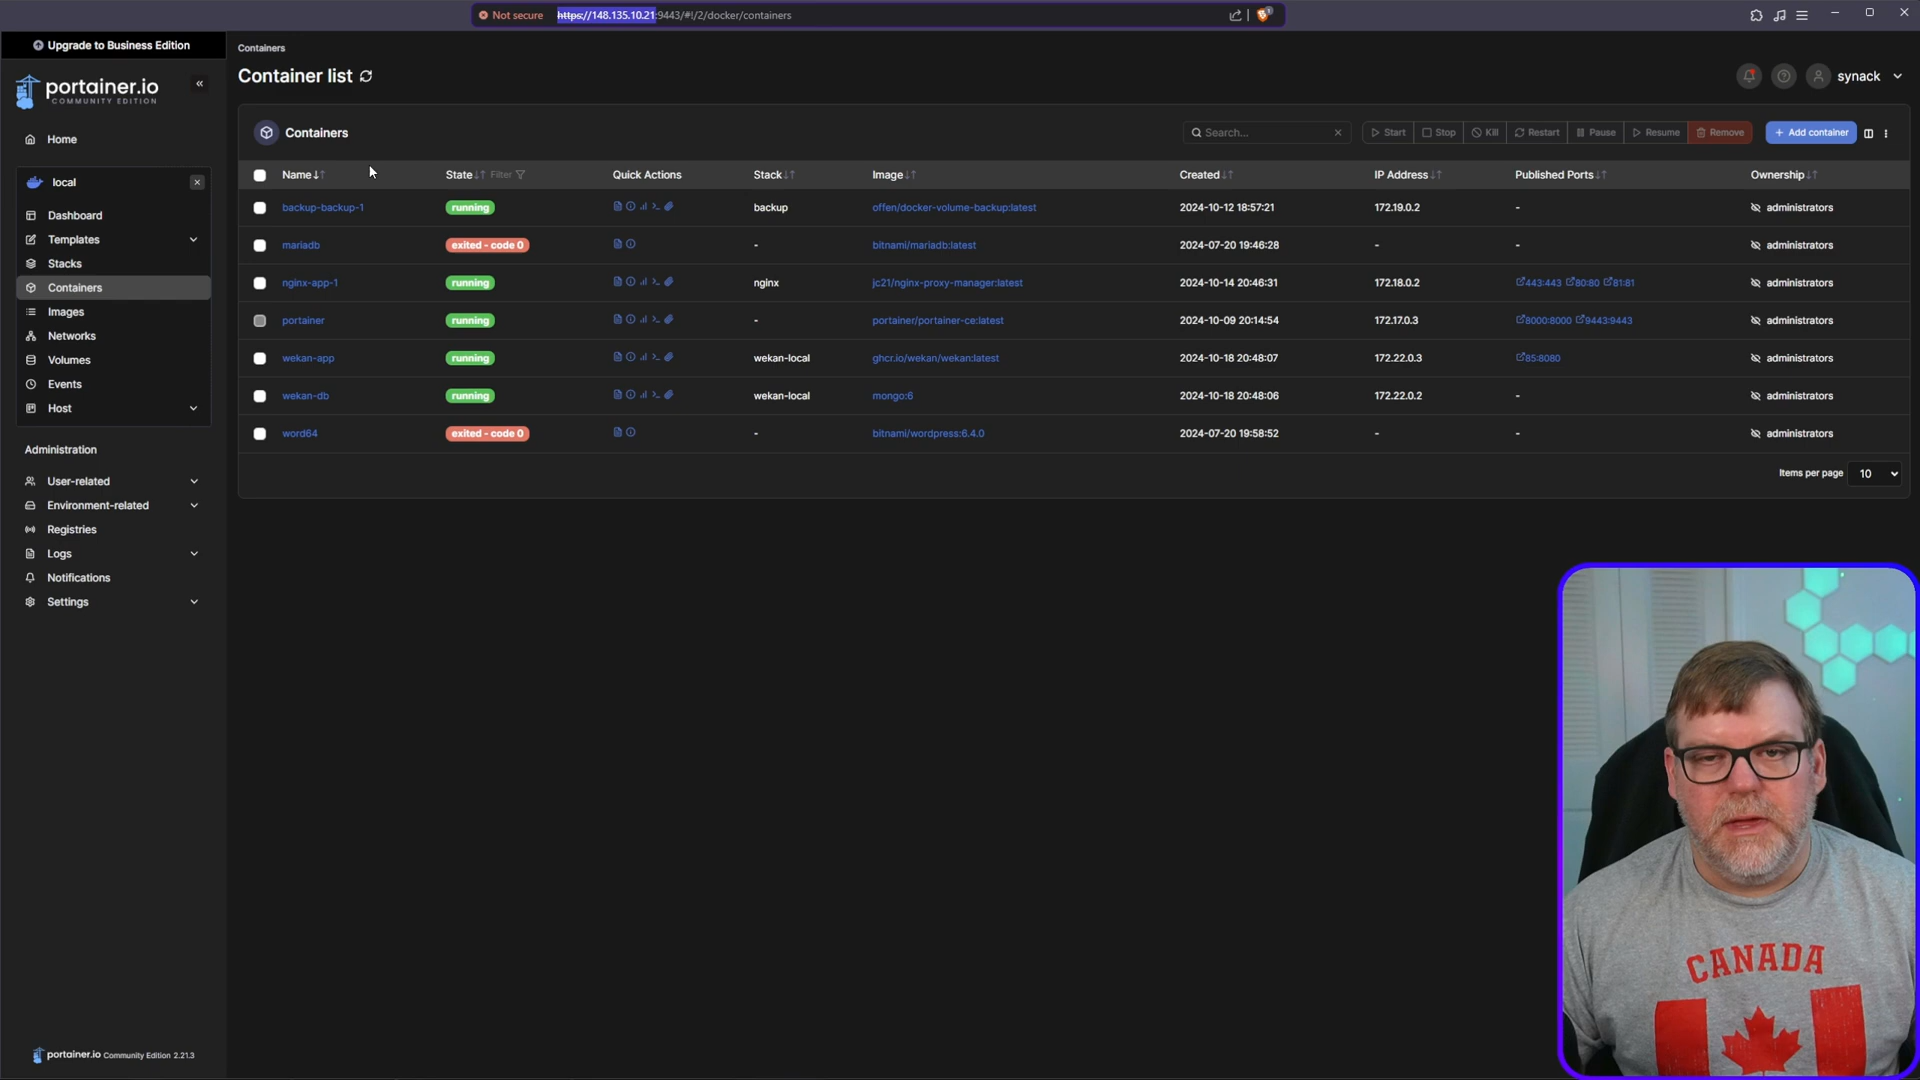 Not secure https://148.135.10.21:9443/#!/2/docker/containers
Upgrade to Business Edition
portainer.io
COMMUNITY EDITION
Home
local
Dashboard
Templates
Stacks
Containers
Images
Networks
Volumes
Events
Host
Administration
User-related
Environment-related
Registries
Logs
Notifications
Settings
portainer.io Community Edition 2.21.3
Containers
Container list
synack
Containers
Search... Start Stop Kill Restart Pause Resume Remove + Add container
Name State Filter Quick Actions Stack Image Created IP Address Published Ports Ownership
backup-backup-1 running backup offen/docker-volume-backup:latest 2024-10-12 18:57:21 172.19.0.2 - administrators
mariadb exited - code 0 - bitnami/mariadb:latest 2024-07-20 19:46:28 - - administrators
nginx-app-1 running nginx jc21/nginx-proxy-manager:latest 2024-10-14 20:46:31 172.18.0.2 443:443 80:80 81:81 administrators
portainer running - portainer/portainer-ce:latest 2024-10-09 20:14:54 172.17.0.3 8000:8000 9443:9443 administrators
wekan-app running wekan-local ghcr.io/wekan/wekan:latest 2024-10-18 20:48:07 172.22.0.3 85:8080 administrators
wekan-db running wekan-local mongo:6 2024-10-18 20:48:06 172.22.0.2 - administrators
word64 exited - code 0 - bitnami/wordpress:6.4.0 2024-07-20 19:58:52 - - administrators
Items per page 10
CANADA